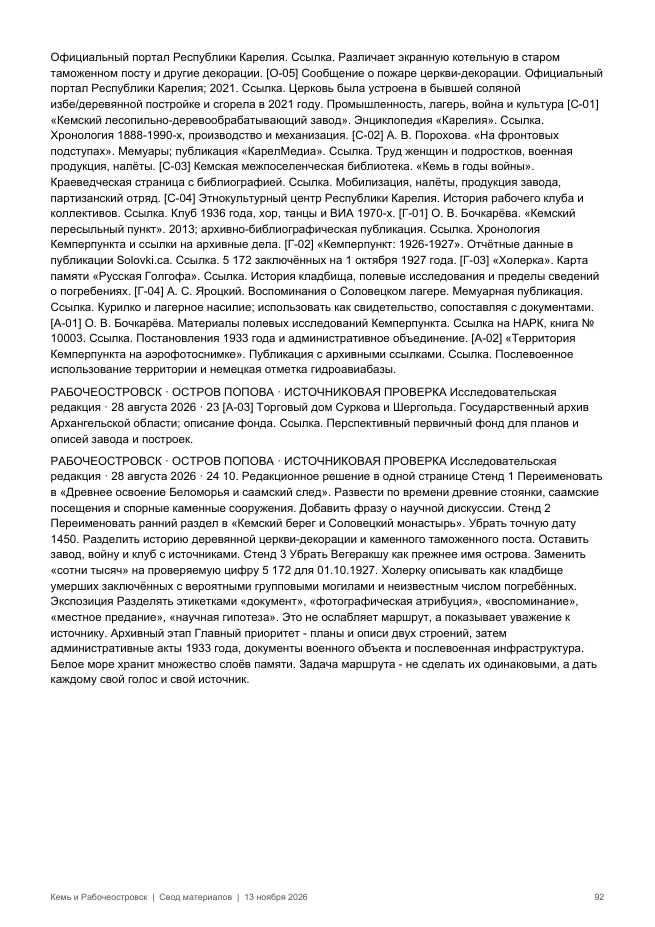 Официальный портал Республики Карелия. Ссылка. Различает экранную котельную в старом
таможенном посту и другие декорации. [О-05] Сообщение о пожаре церкви-декорации. Официальный
портал Республики Карелия; 2021. Ссылка. Церковь была устроена в бывшей соляной
избе/деревянной постройке и сгорела в 2021 году. Промышленность, лагерь, война и культура [С-01]
«Кемский лесопильно-деревообрабатывающий завод». Энциклопедия «Карелия». Ссылка.
Хронология 1888-1990-х, производство и механизация. [С-02] А. В. Порохова. «На фронтовых
подступах». Мемуары; публикация «КарелМедиа». Ссылка. Труд женщин и подростков, военная
продукция, налёты. [С-03] Кемская межпоселенческая библиотека. «Кемь в годы войны».
Краеведческая страница с библиографией. Ссылка. Мобилизация, налёты, продукция завода,
партизанский отряд. [С-04] Этнокультурный центр Республики Карелия. История рабочего клуба и
коллективов. Ссылка. Клуб 1936 года, хор, танцы и ВИА 1970-х. [Г-01] О. В. Бочкарёва. «Кемский
пересыльный пункт». 2013; архивно-библиографическая публикация. Ссылка. Хронология
Кемперпункта и ссылки на архивные дела. [Г-02] «Кемперпункт: 1926-1927». Отчётные данные в
публикации Solovki.ca. Ссылка. 5 172 заключённых на 1 октября 1927 года. [Г-03] «Холерка». Карта
памяти «Русская Голгофа». Ссылка. История кладбища, полевые исследования и пределы сведений
о погребениях. [Г-04] А. С. Яроцкий. Воспоминания о Соловецком лагере. Мемуарная публикация.
Ссылка. Курилко и лагерное насилие; использовать как свидетельство, сопоставляя с документами.
[А-01] О. В. Бочкарёва. Материалы полевых исследований Кемперпункта. Ссылка на НАРК, книга №
10003. Ссылка. Постановления 1933 года и административное объединение. [А-02] «Территория
Кемперпункта на аэрофотоснимке». Публикация с архивными ссылками. Ссылка. Послевоенное
использование территории и немецкая отметка гидроавиабазы.
РАБОЧЕОСТРОВСК · ОСТРОВ ПОПОВА · ИСТОЧНИКОВАЯ ПРОВЕРКА Исследовательская
редакция · 28 августа 2026 · 23 [А-03] Торговый дом Суркова и Шергольда. Государственный архив
Архангельской области; описание фонда. Ссылка. Перспективный первичный фонд для планов и
описей завода и построек.
РАБОЧЕОСТРОВСК · ОСТРОВ ПОПОВА · ИСТОЧНИКОВАЯ ПРОВЕРКА Исследовательская
редакция · 28 августа 2026 · 24 10. Редакционное решение в одной странице Стенд 1 Переименовать
в «Древнее освоение Беломорья и саамский след». Развести по времени древние стоянки, саамские
посещения и спорные каменные сооружения. Добавить фразу о научной дискуссии. Стенд 2
Переименовать ранний раздел в «Кемский берег и Соловецкий монастырь». Убрать точную дату
1450. Разделить историю деревянной церкви-декорации и каменного таможенного поста. Оставить
завод, войну и клуб с источниками. Стенд 3 Убрать Вегеракшу как прежнее имя острова. Заменить
«сотни тысяч» на проверяемую цифру 5 172 для 01.10.1927. Холерку описывать как кладбище
умерших заключённых с вероятными групповыми могилами и неизвестным числом погребённых.
Экспозиция Разделять этикетками «документ», «фотографическая атрибуция», «воспоминание»,
«местное предание», «научная гипотеза». Это не ослабляет маршрут, а показывает уважение к
источнику. Архивный этап Главный приоритет - планы и описи двух строений, затем
административные акты 1933 года, документы военного объекта и послевоенная инфраструктура.
Белое море хранит множество слоёв памяти. Задача маршрута - не сделать их одинаковыми, а дать
каждому свой голос и свой источник.
Кемь и Рабочеостровск | Свод материалов | 13 ноября 2026 92